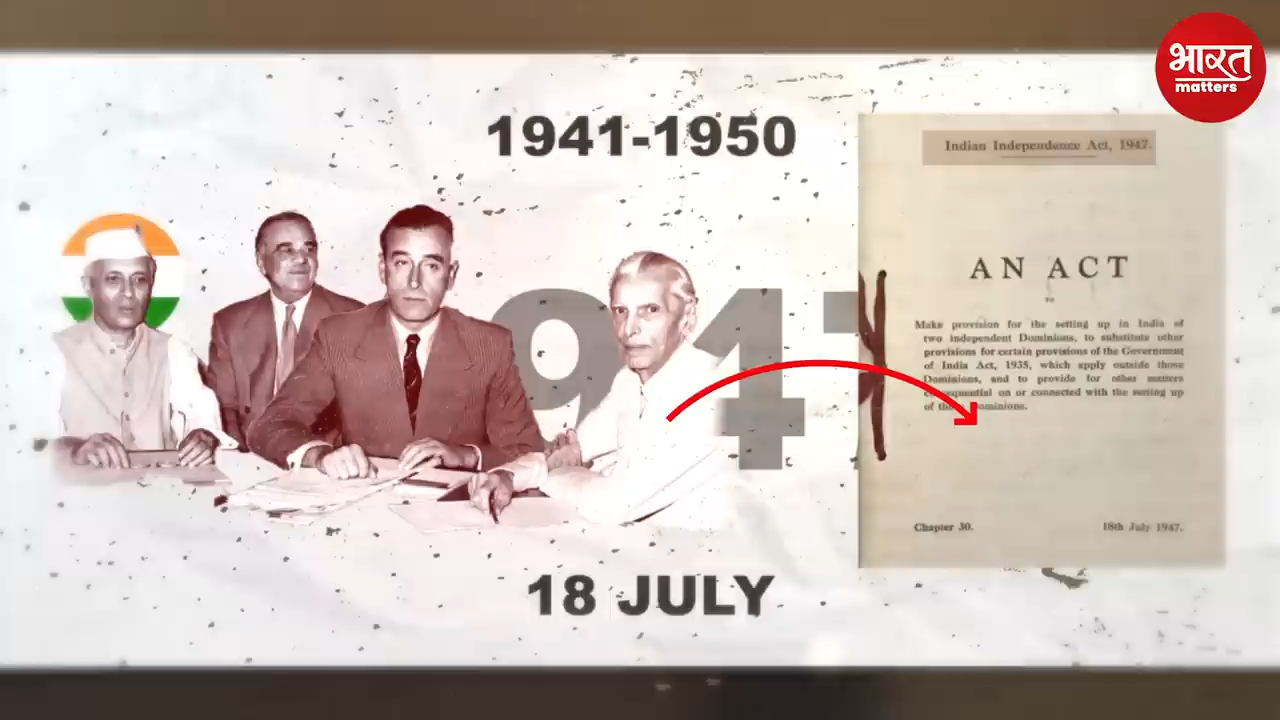 भारत
matters
1941-1950
1947
Indian Independence Act, 1947.
AN ACT
TO
Make provision for the setting up in India of
two independent Dominions, to substitute other
provisions for certain provisions of the Government
of India Act, 1935, which apply outside those
Dominions, and to provide for other matters
consequential on or connected with the setting up
of those Dominions.
Chapter 30.
18th July 1947.
18 JULY